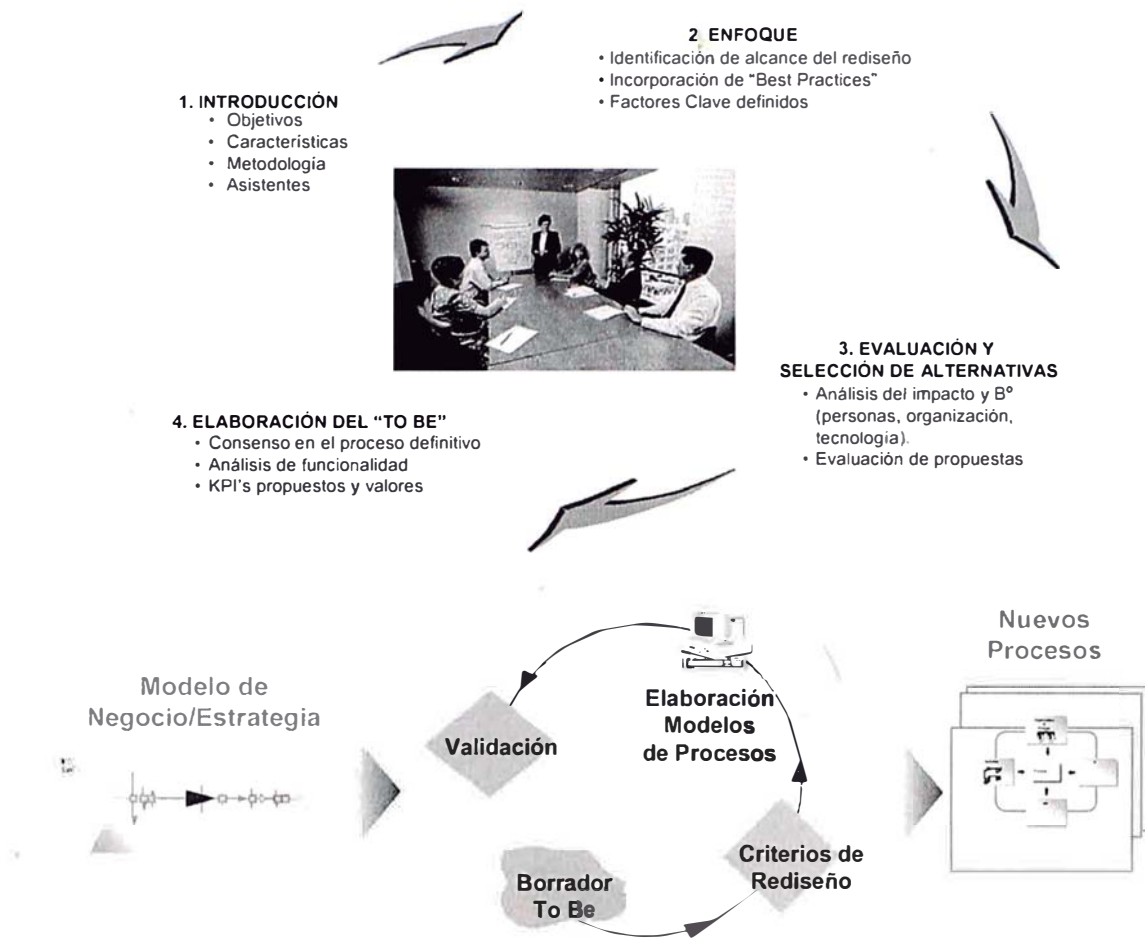 1. INTRODUCCIÓN
• Objetivos
• Características
• Metodología
• Asistentes
2 ENFOQUE
• Identificación de alcance del rediseño
• Incorporación de "Best Practices"
• Factores Clave definidos
3. EVALUACIÓN Y
SELECCIÓN DE ALTERNATIVAS
• Análisis del impacto y Bº
(personas, organización,
tecnología).
• Evaluación de propuestas
4. ELABORACIÓN DEL "TO BE"
• Consenso en el proceso definitivo
• Análisis de funcionalidad
• KPI's propuestos y valores
Modelo de
Negocio/Estrategia
Validación
Elaboración
Modelos
de Procesos
Criterios de
Rediseño
Borrador
To Be
Nuevos
Procesos